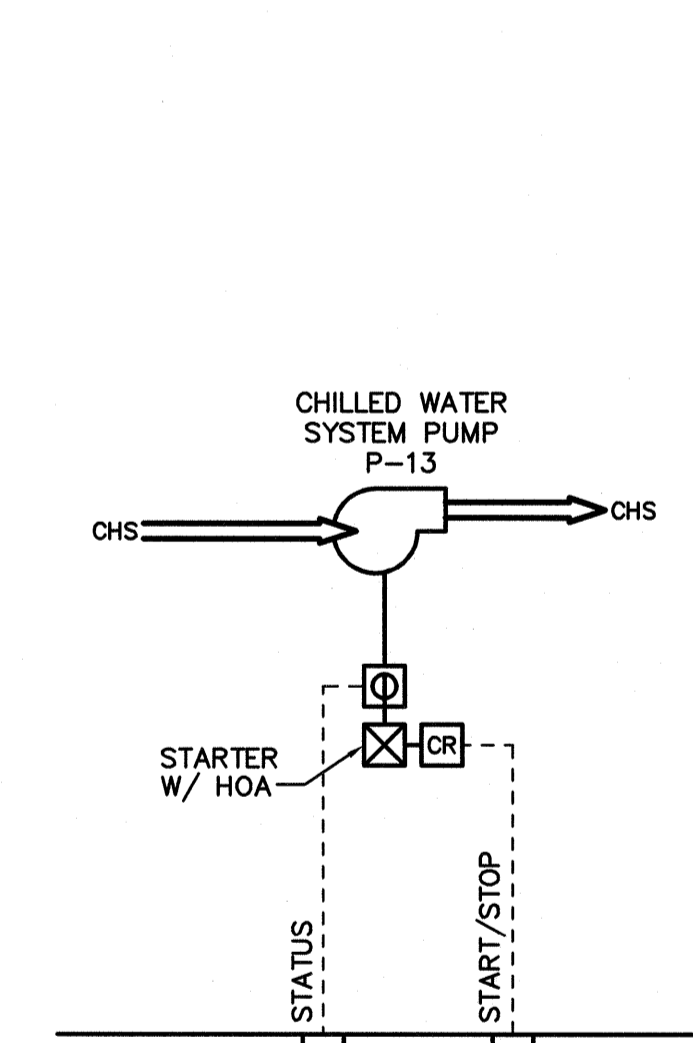 CHILLED WATER
SYSTEM PUMP
P-13
CHS
CHS
STARTER
W/ HOA
CR
STATUS
START/STOP